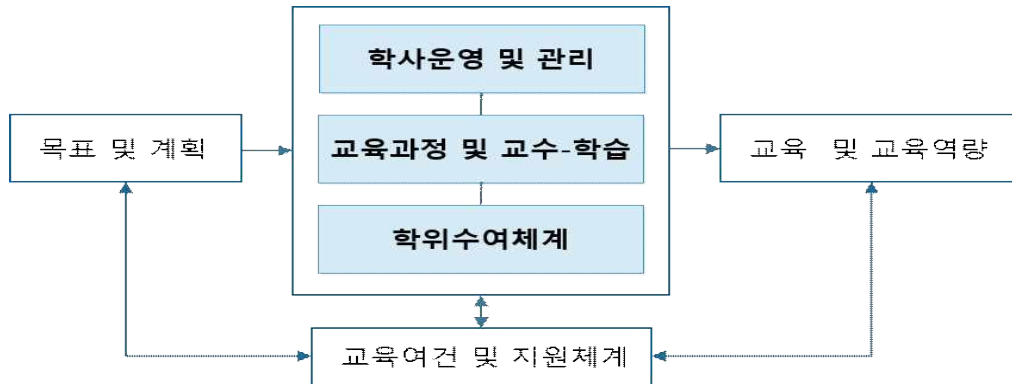 학사운영 및 관리
목표 및 계획
교육과정 및 교수-학습
교육 및 교육역량
학위수여체계
교육여건 및 지원체계